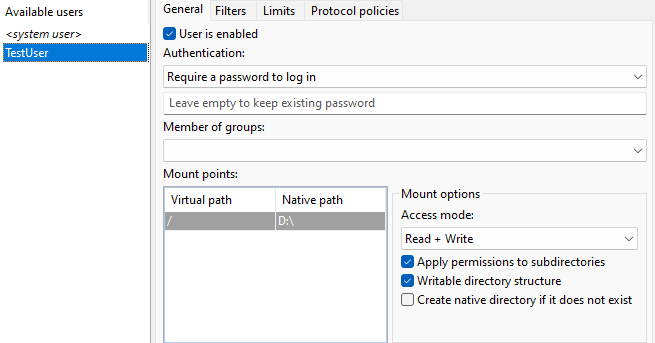 Available users
<system user>
TestUser
General Filters Limits Protocol policies
User is enabled
Authentication:
Require a password to log in
Leave empty to keep existing password
Member of groups:
Mount points:
Virtual path Native path
/ D:\
Mount options
Access mode:
Read + Write
Apply permissions to subdirectories
Writable directory structure
Create native directory if it does not exist